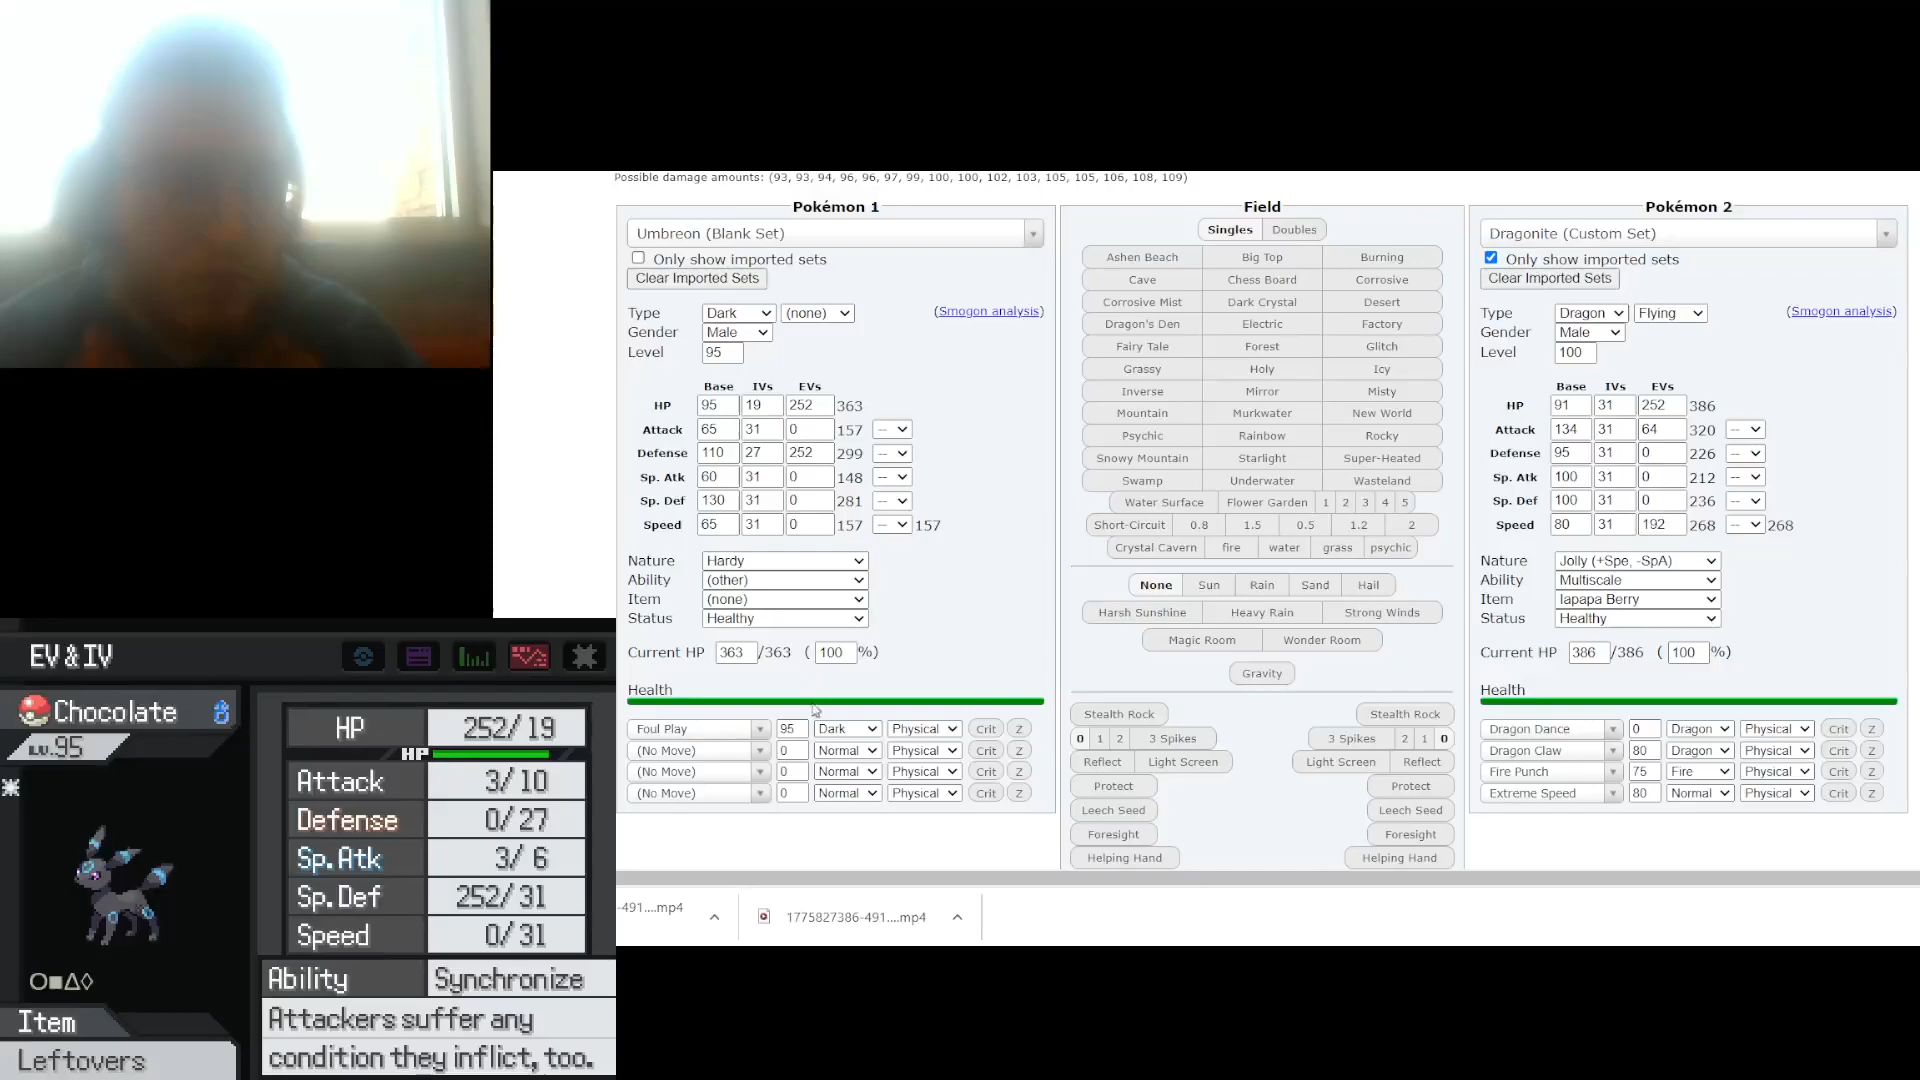 Possible damage amounts: (93, 93, 94, 96, 96, 97, 99, 100, 100, 102, 103, 105, 105, 106, 108, 109)
Pokémon 1
Umbreon (Blank Set)
Only show imported sets
Clear Imported Sets
Type Dark (none) (Smogon analysis)
Gender Male
Level 95
Base IVs EVs
HP 95 19 252 363
Attack 65 31 0 157 --
Defense 110 27 252 299 --
Sp. Atk 60 31 0 148 --
Sp. Def 130 31 0 281 --
Speed 65 31 0 157 -- 157
Nature Hardy
Ability (other)
Item (none)
Status Healthy
Current HP 363 /363 ( 100 %)
Health
Foul Play 95 Dark Physical Crit Z
(No Move) 0 Normal Physical Crit Z
(No Move) 0 Normal Physical Crit Z
(No Move) 0 Normal Physical Crit Z
Field
Singles Doubles
Ashen Beach Big Top Burning
Cave Chess Board Corrosive
Corrosive Mist Dark Crystal Desert
Dragon's Den Electric Factory
Fairy Tale Forest Glitch
Grassy Holy Icy
Inverse Mirror Misty
Mountain Murkwater New World
Psychic Rainbow Rocky
Snowy Mountain Starlight Super-Heated
Swamp Underwater Wasteland
Water Surface Flower Garden 1 2 3 4 5
Short-Circuit 0.8 1.5 0.5 1.2 2
Crystal Cavern fire water grass psychic
None Sun Rain Sand Hail
Harsh Sunshine Heavy Rain Strong Winds
Magic Room Wonder Room
Gravity
Stealth Rock Stealth Rock
0 1 2 3 Spikes 3 Spikes 2 1 0
Reflect Light Screen Light Screen Reflect
Protect Protect
Leech Seed Leech Seed
Foresight Foresight
Helping Hand Helping Hand
Pokémon 2
Dragonite (Custom Set)
Only show imported sets
Clear Imported Sets
Type Dragon Flying (Smogon analysis)
Gender Male
Level 100
Base IVs EVs
HP 91 31 252 386
Attack 134 31 64 320 --
Defense 95 31 0 226 --
Sp. Atk 100 31 0 212 --
Sp. Def 100 31 0 236 --
Speed 80 31 192 268 -- 268
Nature Jolly (+Spe, -SpA)
Ability Multiscale
Item Iapapa Berry
Status Healthy
Current HP 386 /386 ( 100 %)
Health
Dragon Dance 0 Dragon Physical Crit Z
Dragon Claw 80 Dragon Physical Crit Z
Fire Punch 75 Fire Physical Crit Z
Extreme Speed 80 Normal Physical Crit Z
-491....mp4
1775827386-491....mp4
EV & IV
Chocolate
Lv.95
HP 252/19
HP
Attack 3/10
Defense 0/27
Sp.Atk 3/ 6
Sp.Def 252/31
Speed 0/31
Ability Synchronize
Attackers suffer any
condition they inflict, too.
Item
Leftovers